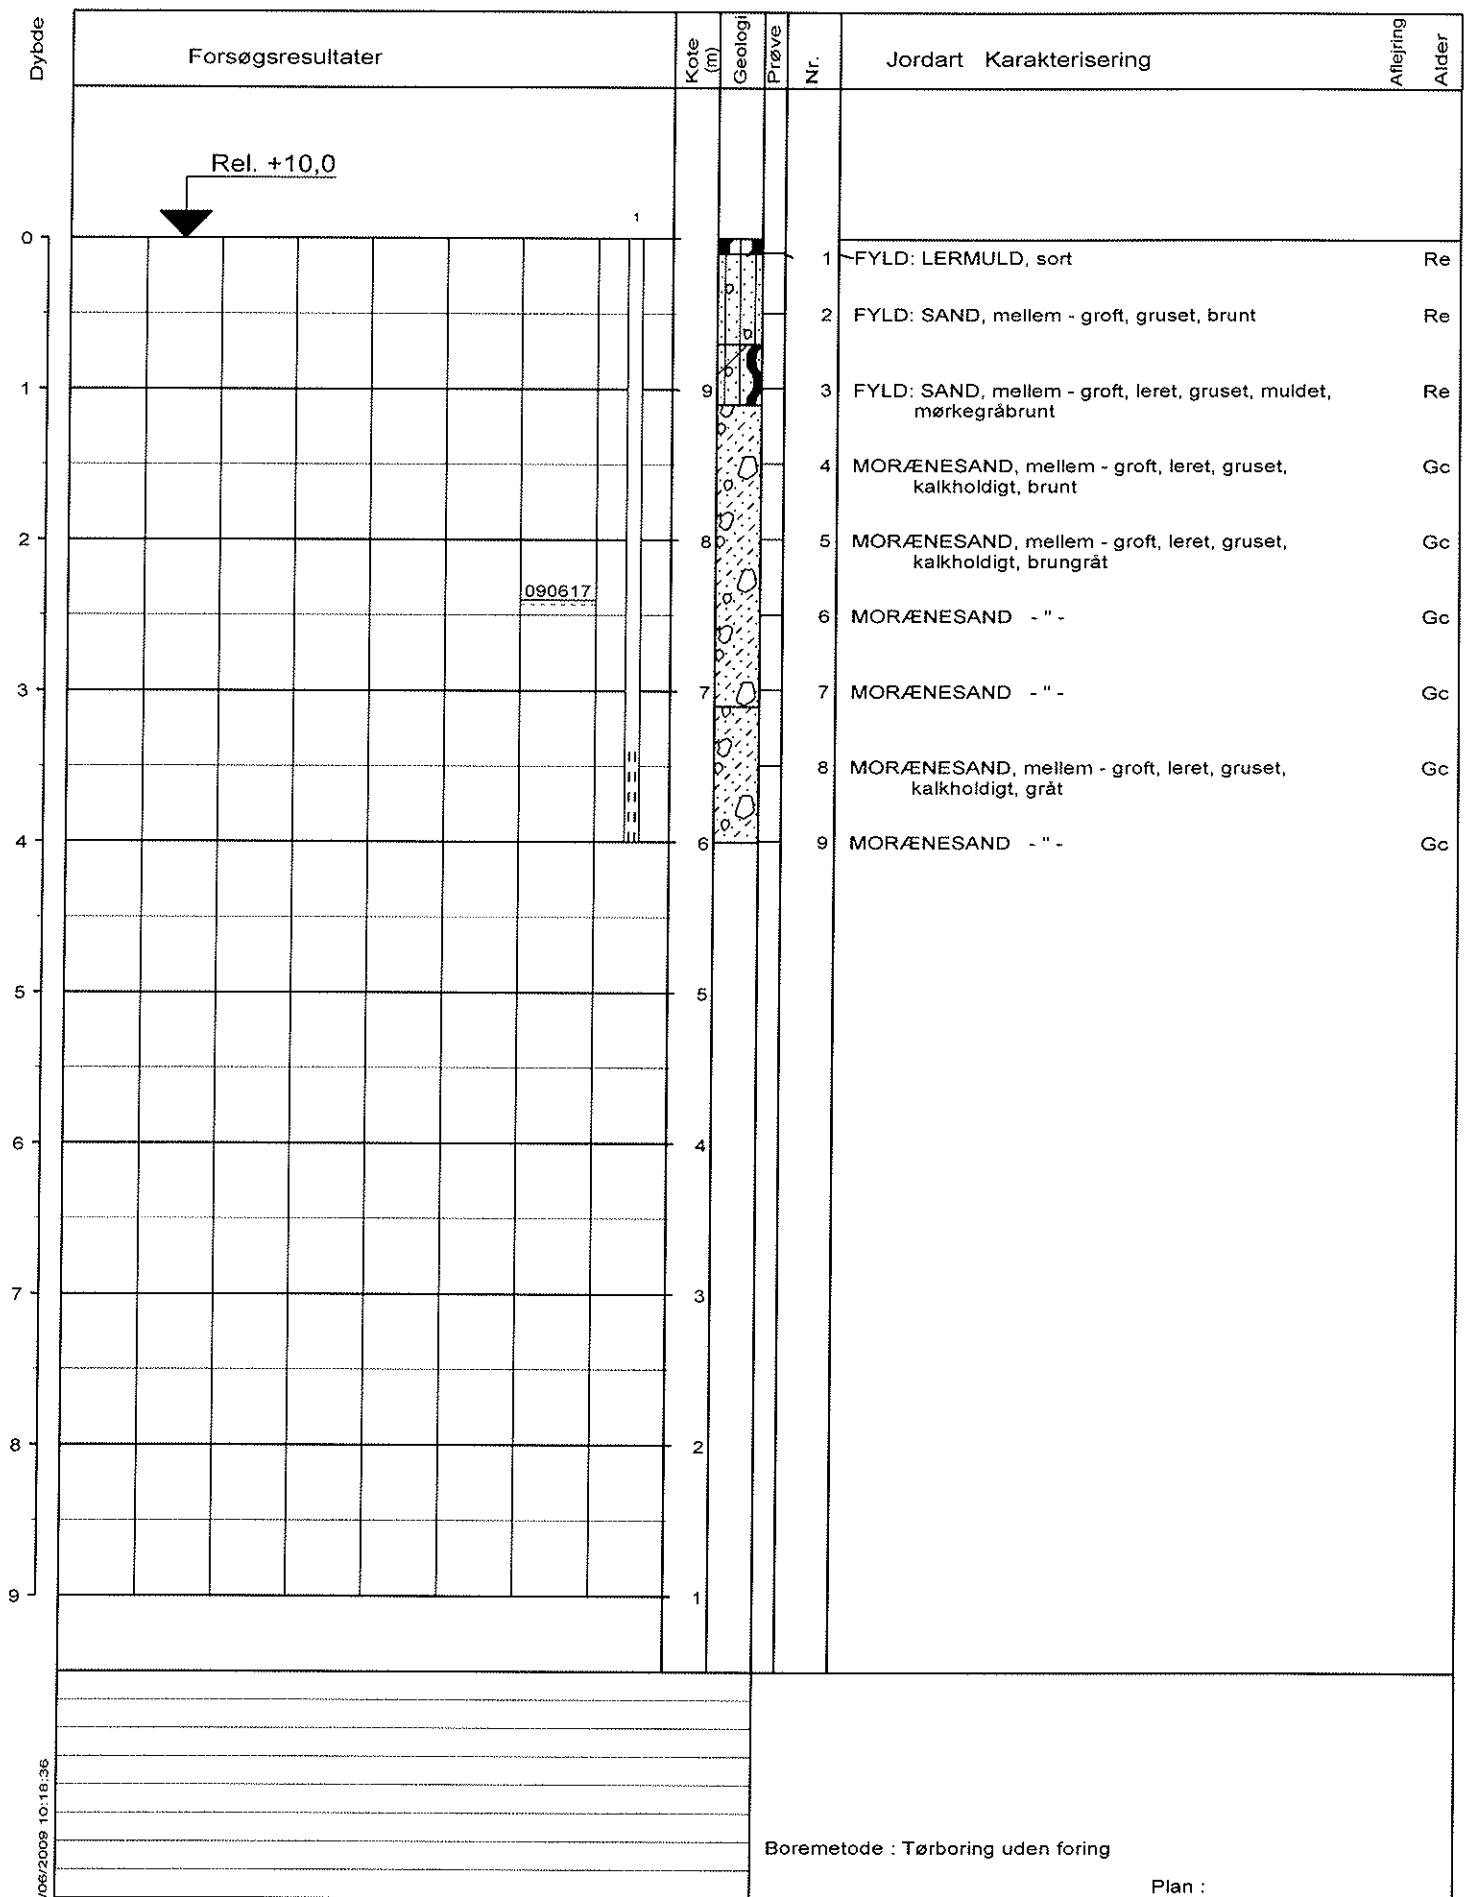 Dybde
Forsøgsresultater
Kote (m)
Geologi
Prøve
Nr.
Jordart Karakterisering
Aflejring
Alder
Rel. +10,0
1
0
1 FYLD: LERMULD, sort Re
2 FYLD: SAND, mellem - groft, gruset, brunt Re
1 9 3 FYLD: SAND, mellem - groft, leret, gruset, muldet, Re
mørkegråbrunt
4 MORÆNESAND, mellem - groft, leret, gruset, Gc
kalkholdigt, brunt
2 8 5 MORÆNESAND, mellem - groft, leret, gruset, Gc
kalkholdigt, brungråt
090617
6 MORÆNESAND - " - Gc
3 7 7 MORÆNESAND - " - Gc
8 MORÆNESAND, mellem - groft, leret, gruset, Gc
kalkholdigt, gråt
4 6 9 MORÆNESAND - " - Gc
5 5
6 4
7 3
8 2
9 1
/06/2009 10:18:36
Boremetode : Tørboring uden foring
Plan :